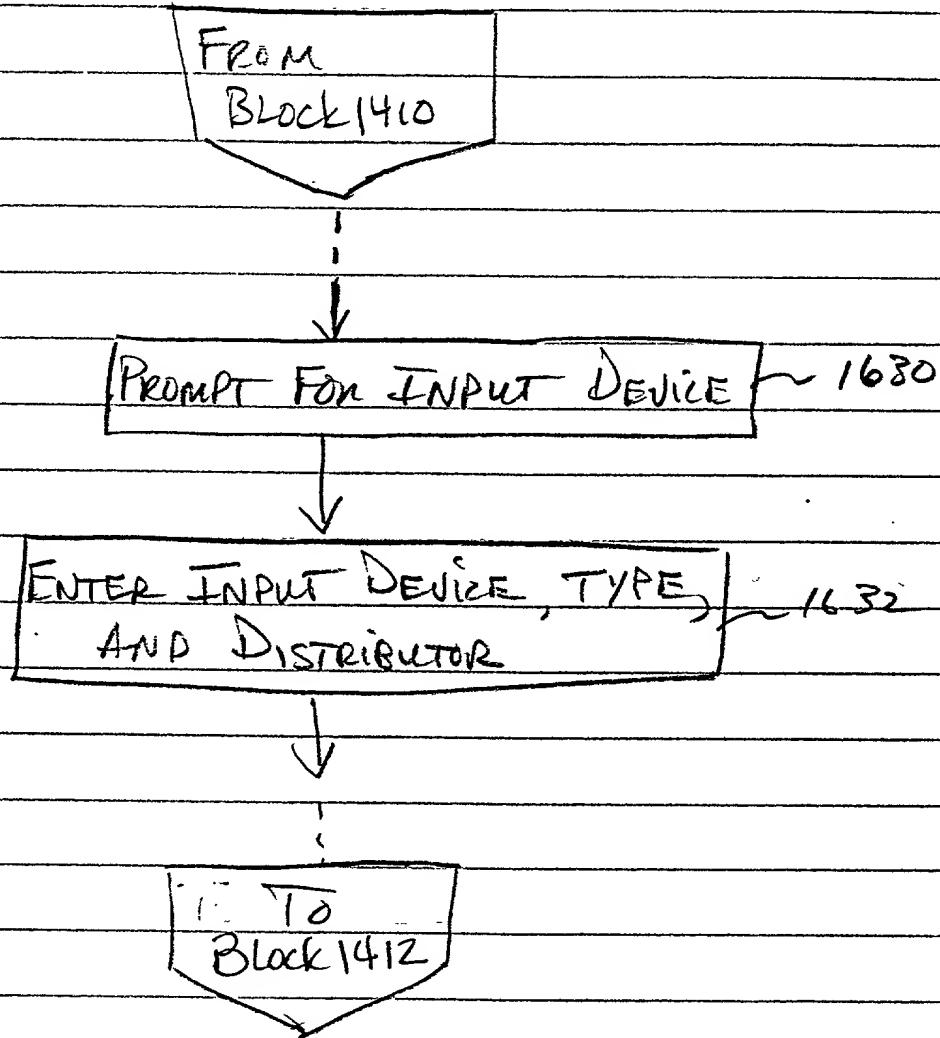 FROM
BLOCK 1410
PROMPT FOR INPUT DEVICE 1630
ENTER INPUT DEVICE, TYPE, 1632
AND DISTRIBUTOR
TO
BLOCK 1412